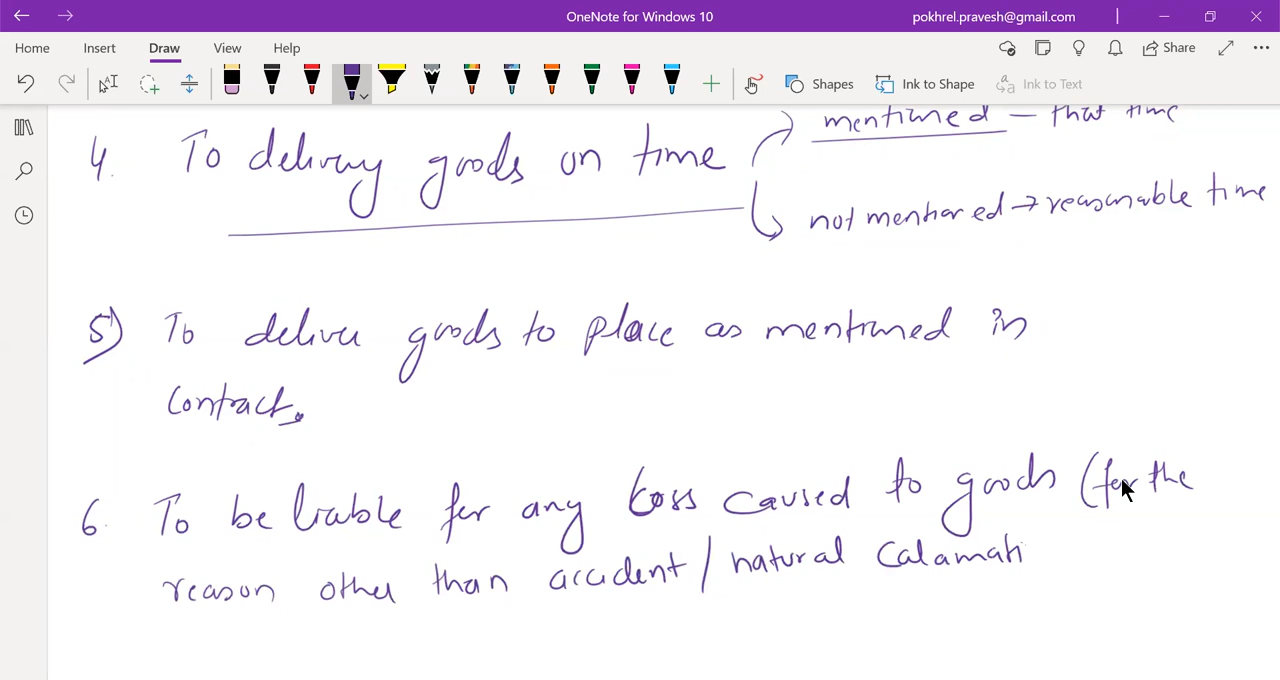 OneNote for Windows 10
pokhrel.pravesh@gmail.com
Home Insert Draw View Help
Share
Shapes Ink to Shape Ink to Text
mentioned — that time
4. To delivery goods on time
not mentioned → reasonable time
5) To deliver goods to place as mentioned in
contract.
6. To be liable for any loss caused to goods (for the
reason other than accident / natural calamati